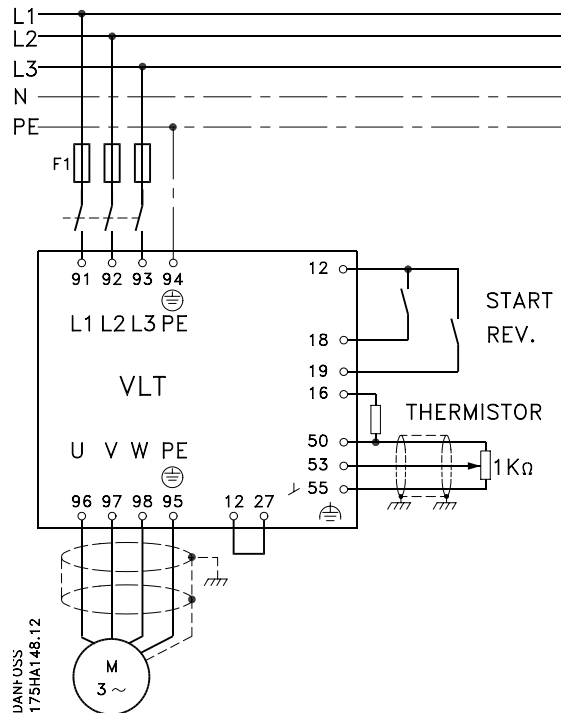 L1
L2
L3
N
PE
F1
91 92 93 94
L1 L2 L3 PE
12
18
19
16
START
REV.
VLT
THERMISTOR
U V W PE
50
53
55
1KΩ
96 97 98 95
12 27
M
3~
DANFOSS
175HA148.12